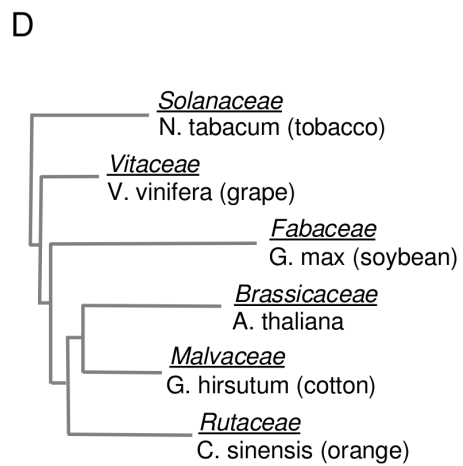 D
Solanaceae
N. tabacum (tobacco)
Vitaceae
V. vinifera (grape)
Fabaceae
G. max (soybean)
Brassicaceae
A. thaliana
Malvaceae
G. hirsutum (cotton)
Rutaceae
C. sinensis (orange)